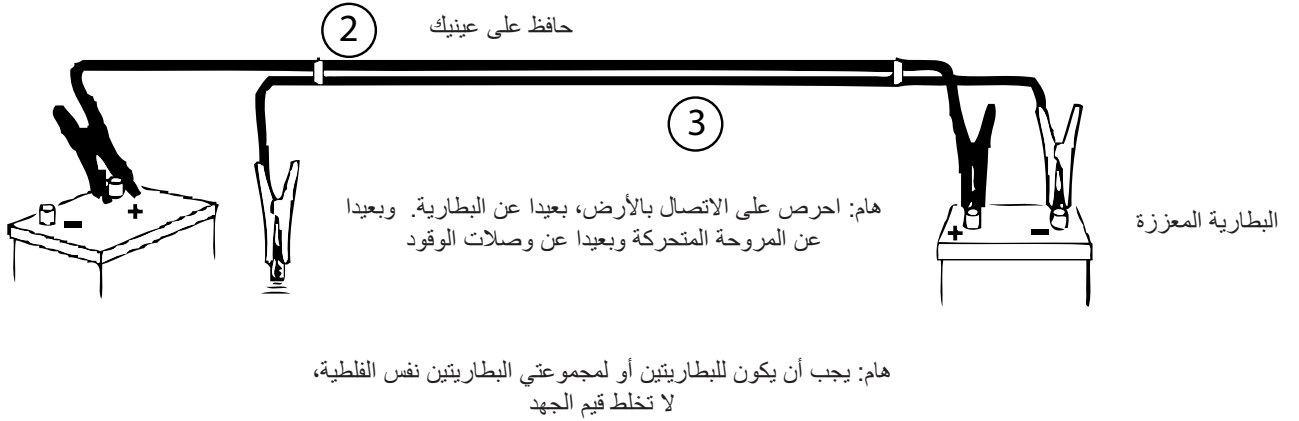 2
حافظ على عينيك
3
هام: احرص على الاتصال بالأرض، بعيدا عن البطارية. وبعيدا
عن المروحة المتحركة وبعيدا عن وصلات الوقود
البطارية المعززة
- +
+ -
هام: يجب أن يكون للبطاريتين أو لمجموعتي البطاريتين نفس الفلطية،
لا تخلط قيم الجهد